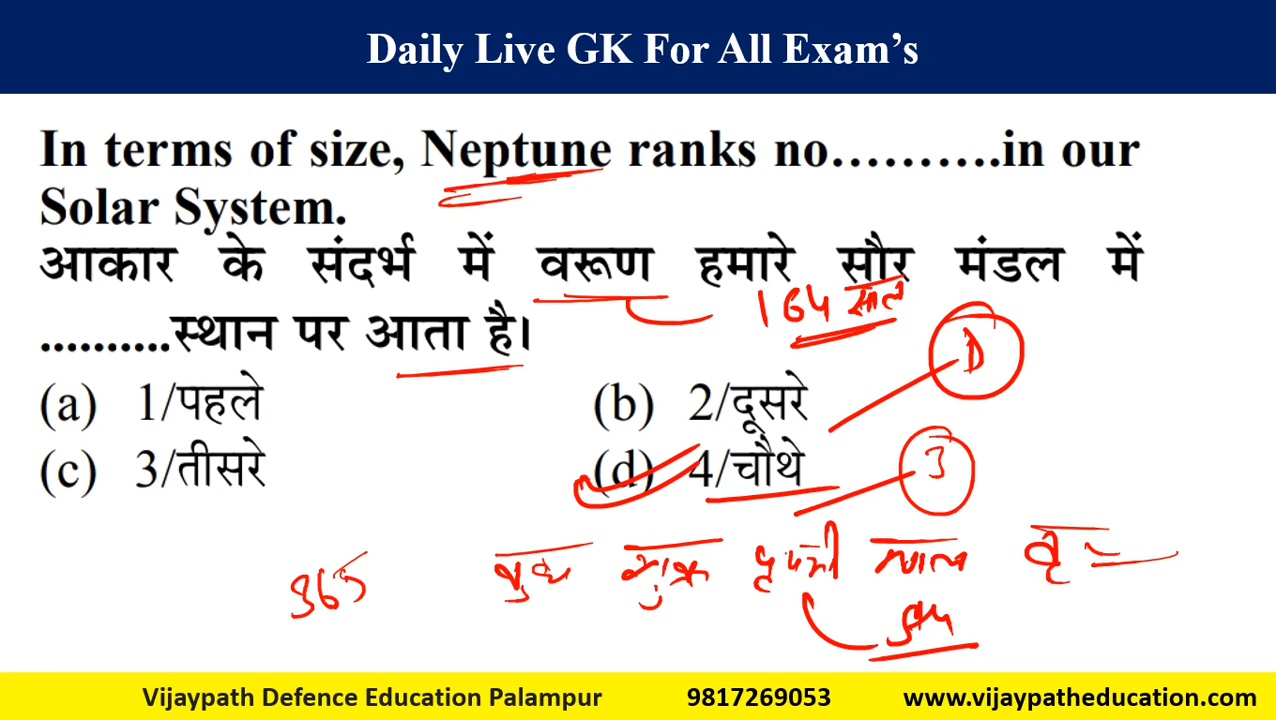 Daily Live GK For All Exam’s
In terms of size, Neptune ranks no……….in our
Solar System.
आकार के संदर्भ में वरूण हमारे सौर मंडल में
..........स्थान पर आता है।
164 साल
D
(a) 1/पहले (b) 2/दूसरे
(c) 3/तीसरे (d) 4/चौथे
3
365 बुध शुक्र पृथ्वी
Vijaypath Defence Education Palampur 9817269053 www.vijaypatheducation.com